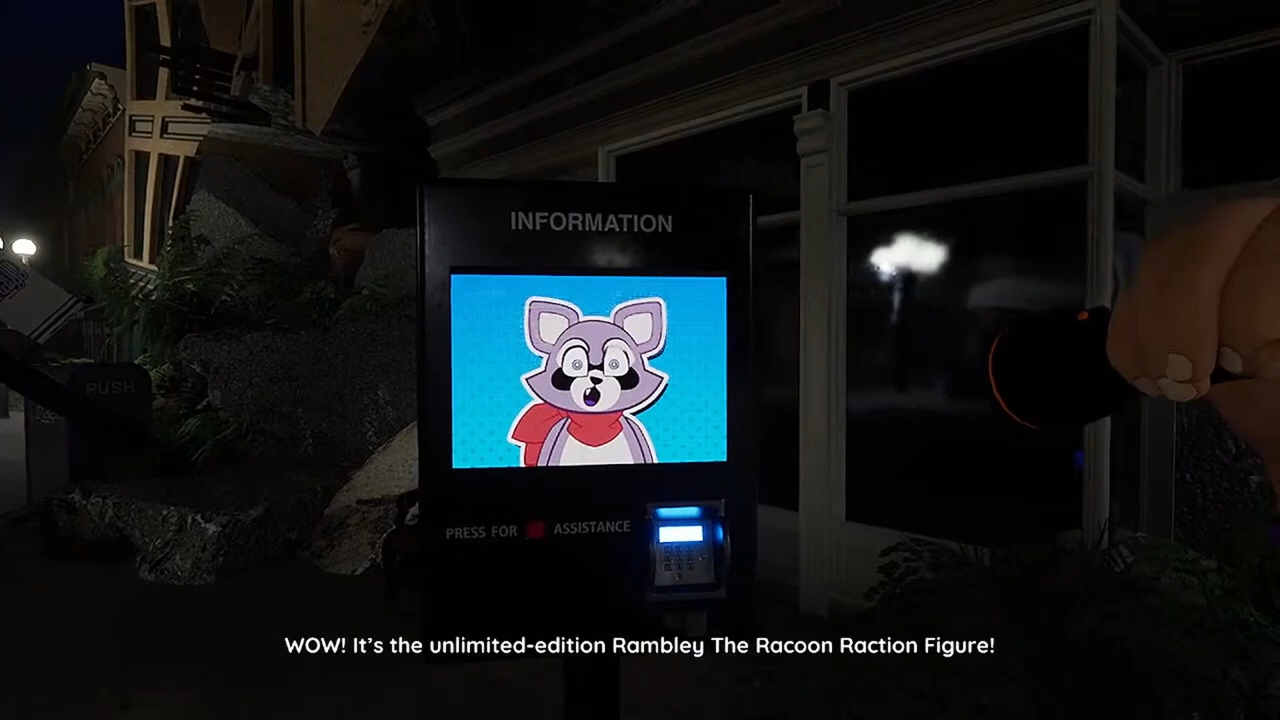 INFORMATION
PUSH
PRESS FOR ASSISTANCE
WOW! It's the unlimited-edition Rambley The Racoon Raction Figure!